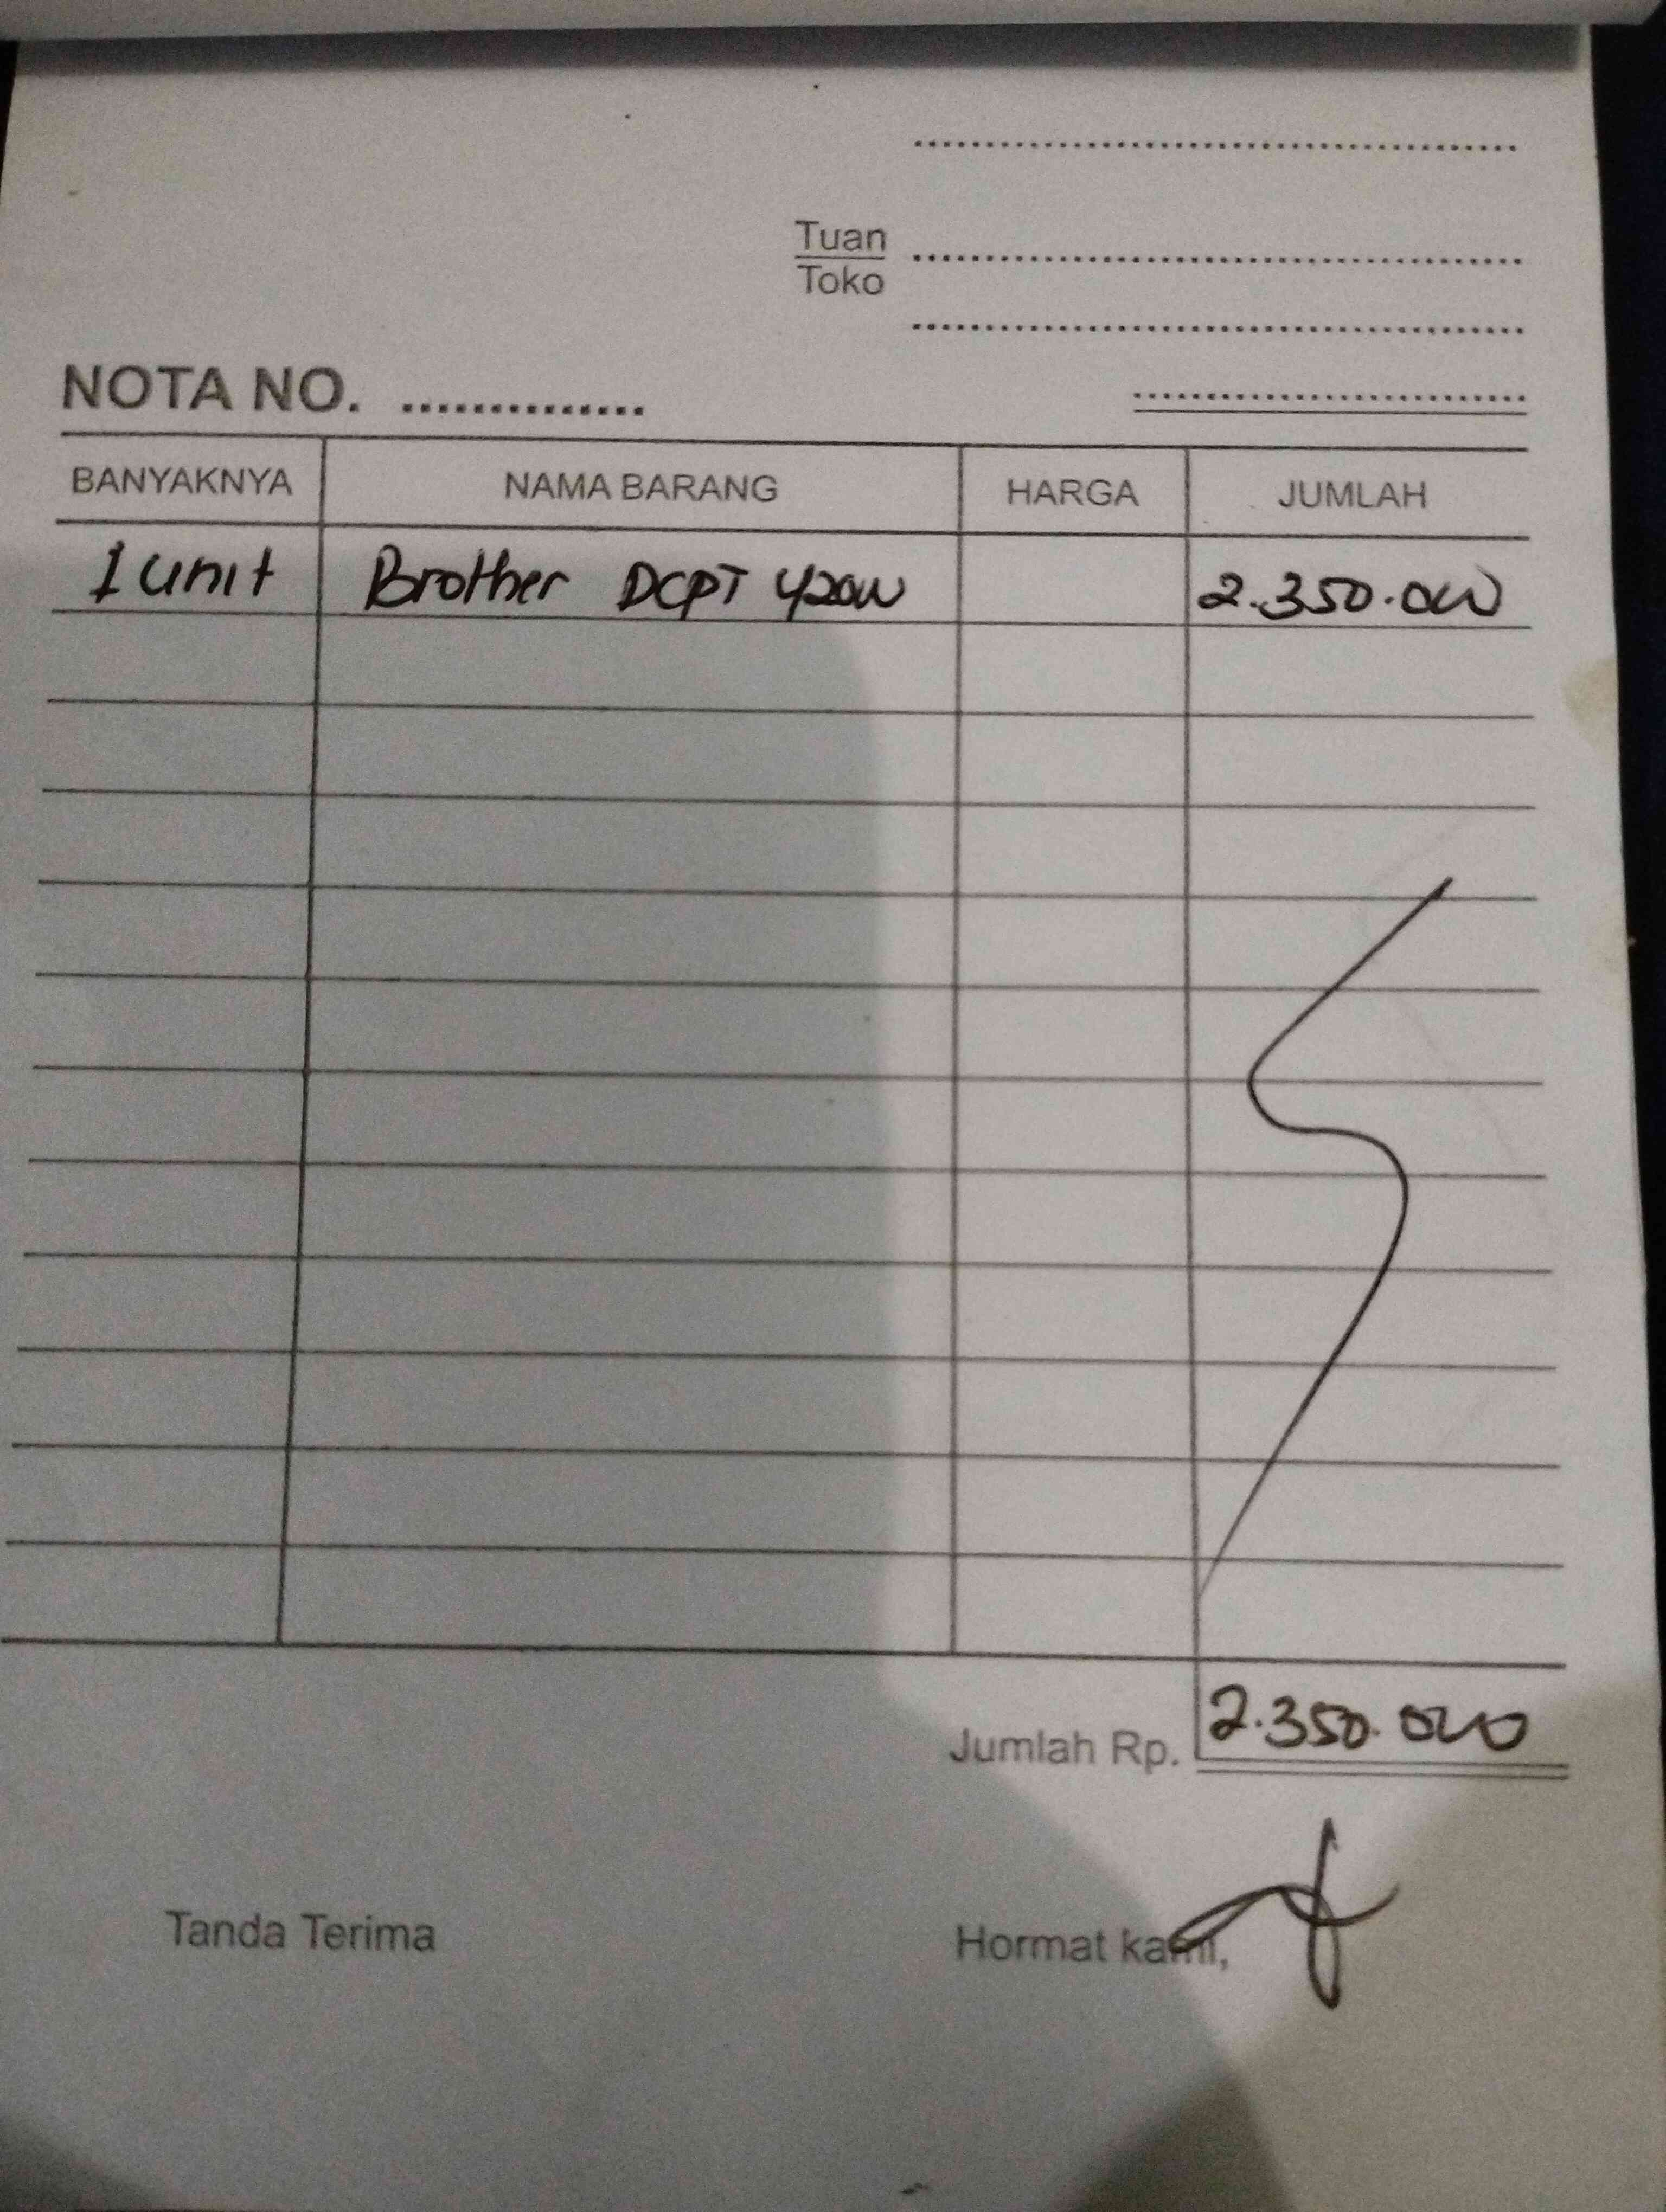 Tuan
Toko
NOTA NO. ..............
BANYAKNYA NAMA BARANG HARGA JUMLAH
1 unit Brother DCPT 420W 2.350.000
Jumlah Rp. 2.350.000
Tanda Terima Hormat kami,